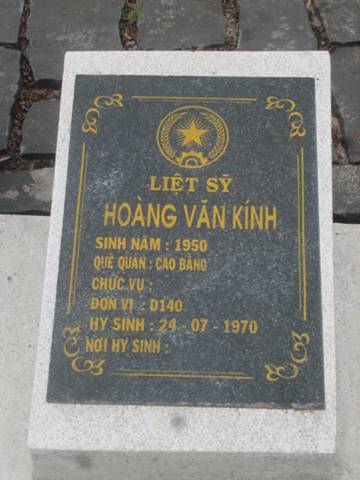 LIỆT SỸ
HOÀNG VĂN KÍNH
SINH NĂM : 1950
QUÊ QUÁN : CAO BẰNG
CHỨC VỤ :
ĐƠN VỊ : D140
HY SINH : 24 - 07 - 1970
NƠI HY SINH :